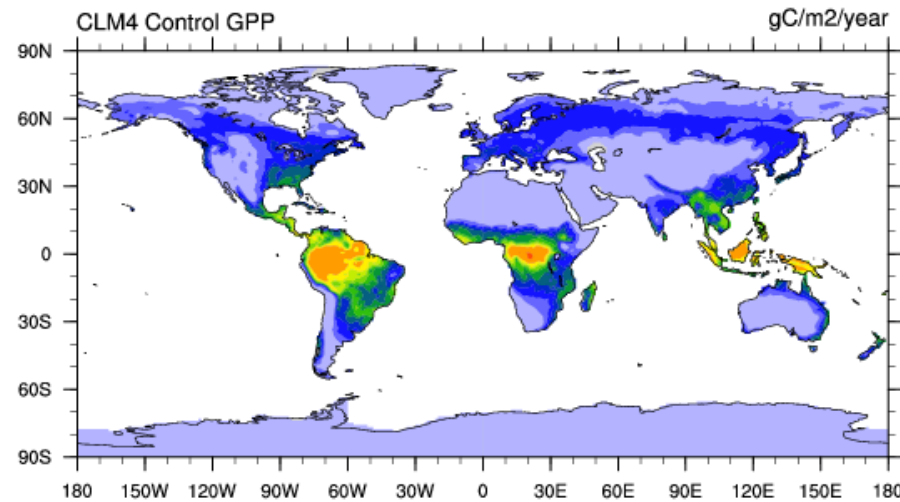 CLM4 Control GPP gC/m2/year
90N
60N
30N
0
30S
60S
90S
180 150W 120W 90W 60W 30W 0 30E 60E 90E 120E 150E 180